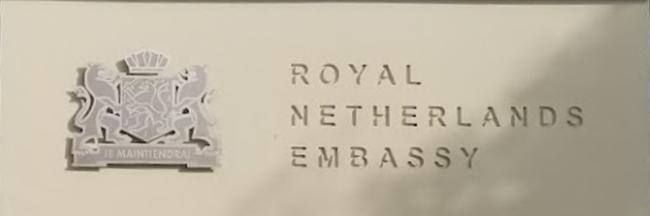 JE MAINTIENDRAI
ROYAL
NETHERLANDS
EMBASSY